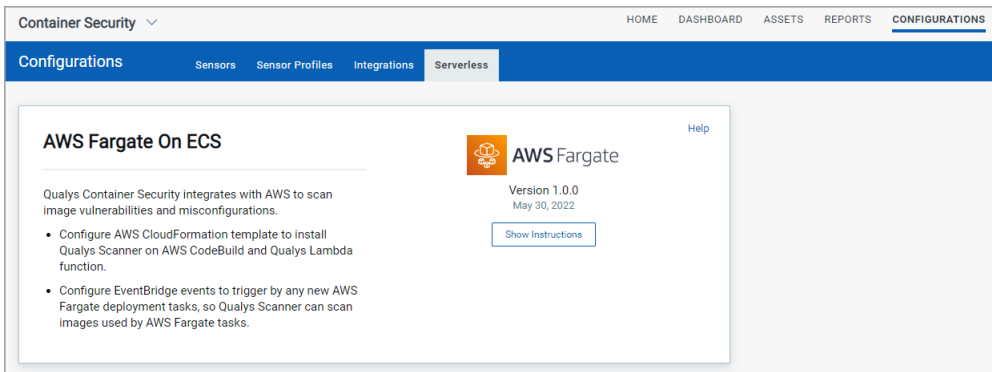 Container Security
HOME DASHBOARD ASSETS REPORTS CONFIGURATIONS
Configurations
Sensors Sensor Profiles Integrations Serverless
AWS Fargate On ECS
Help
AWS Fargate
Version 1.0.0
May 30, 2022
Show Instructions
Qualys Container Security integrates with AWS to scan
image vulnerabilities and misconfigurations.
• Configure AWS CloudFormation template to install
Qualys Scanner on AWS CodeBuild and Qualys Lambda
function.
• Configure EventBridge events to trigger by any new AWS
Fargate deployment tasks, so Qualys Scanner can scan
images used by AWS Fargate tasks.